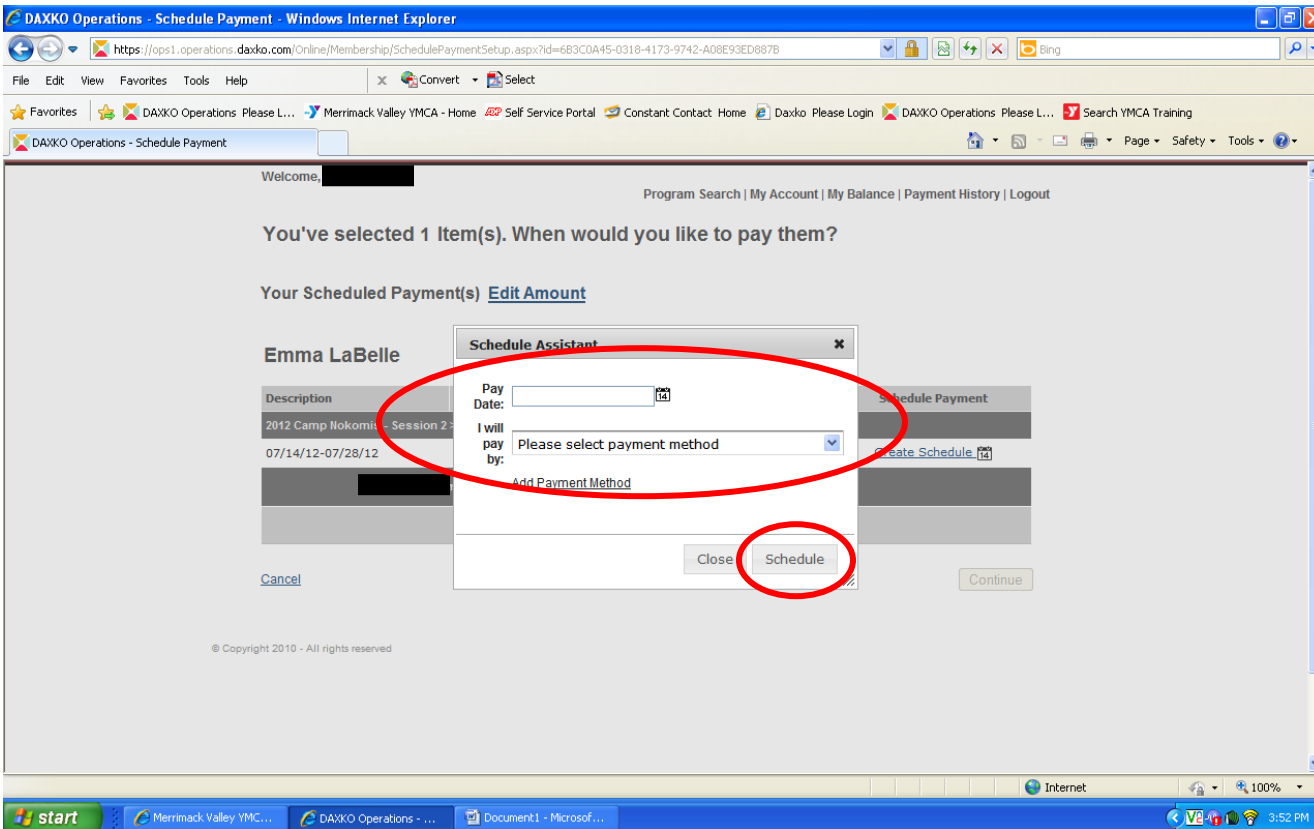 DAXKO Operations - Schedule Payment - Windows Internet Explorer
https://ops1.operations.daxko.com/Online/Membership/SchedulePaymentSetup.aspx?id=6B3C0A45-0318-4173-9742-A08E93ED887B
Bing
File Edit View Favorites Tools Help
x Convert Select
Favorites DAXKO Operations Please L... Merrimack Valley YMCA - Home Self Service Portal Constant Contact Home Daxko Please Login DAXKO Operations Please L... Search YMCA Training
DAXKO Operations - Schedule Payment
Page Safety Tools
Welcome,
Program Search | My Account | My Balance | Payment History | Logout
You've selected 1 Item(s). When would you like to pay them?
Your Scheduled Payment(s) Edit Amount
Emma LaBelle
Schedule Assistant
Description
Schedule Payment
2012 Camp Nokomis - Session 2 >
07/14/12-07/28/12
Create Schedule 14
Pay Date:
14
I will pay by:
Please select payment method
Add Payment Method
Close Schedule
Cancel
Continue
© Copyright 2010 - All rights reserved
Internet
100%
start Merrimack Valley YMC... DAXKO Operations - ... Document1 - Microsof...
3:52 PM